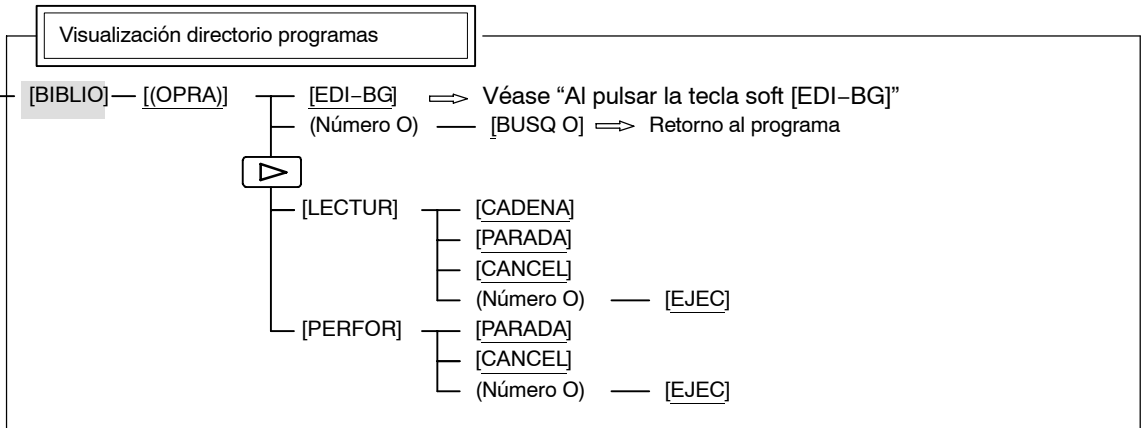 Visualización directorio programas
[BIBLIO] [(OPRA)] [EDI−BG] Véase “Al pulsar la tecla soft [EDI−BG]”
(Número O) [BUSQ O] Retorno al programa
[LECTUR] [CADENA]
[PARADA]
[CANCEL]
(Número O) [EJEC]
[PERFOR] [PARADA]
[CANCEL]
(Número O) [EJEC]